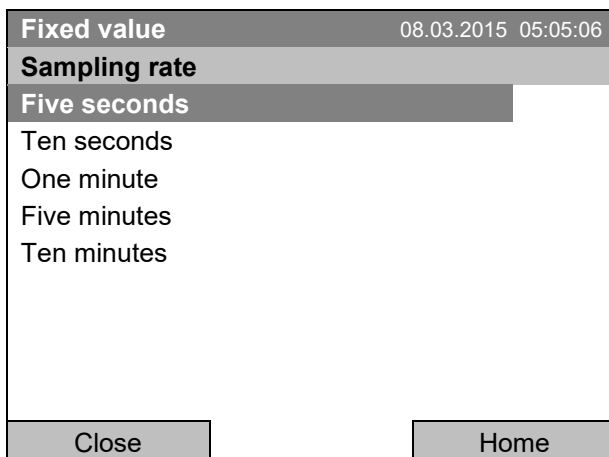 Fixed value 08.03.2015 05:05:06
Sampling rate
Five seconds
Ten seconds
One minute
Five minutes
Ten minutes
Close Home